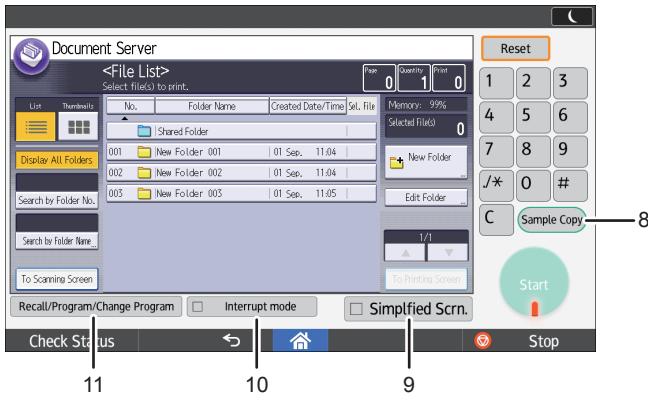 Document Server
Reset
<File List>
Select file(s) to print.
Page
0
Quantity
1
Print
0
1
2
3
List
Thumbnails
No.
Folder Name
Created Date/Time
Sel. File
Memory: 99%
Shared Folder
Selected File(s)
0
4
5
6
Display All Folders
001 New Folder 001 01 Sep. 11:04
002 New Folder 002 01 Sep. 11:04
003 New Folder 003 01 Sep. 11:05
New Folder
7
8
9
Search by Folder No.
Edit Folder
./*
0
#
Search by Folder Name
1/1
C
Sample Copy
8
To Scanning Screen
To Printing Screen
Start
Recall/Program/Change Program
Interrupt mode
Simplfied Scrn.
Check Status
Stop
11
10
9